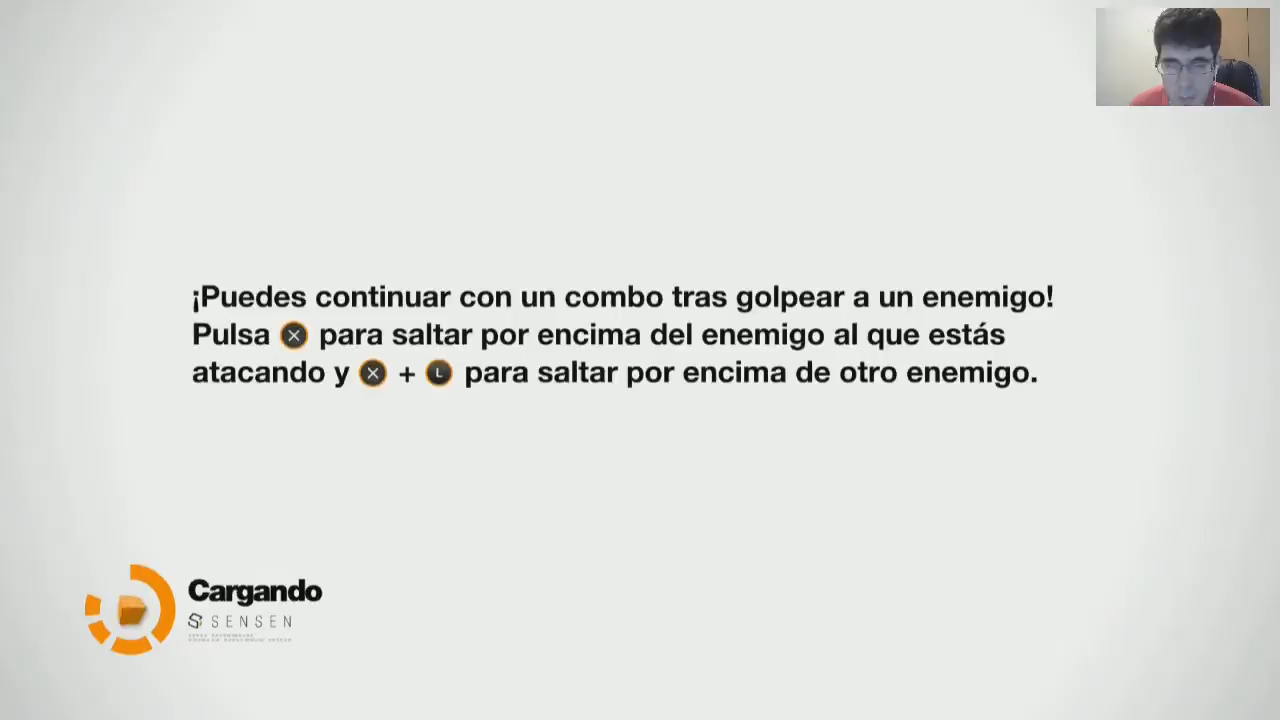 ¡Puedes continuar con un combo tras golpear a un enemigo!
Pulsa X para saltar por encima del enemigo al que estás
atacando y X + L para saltar por encima de otro enemigo.
Cargando
SENSEN